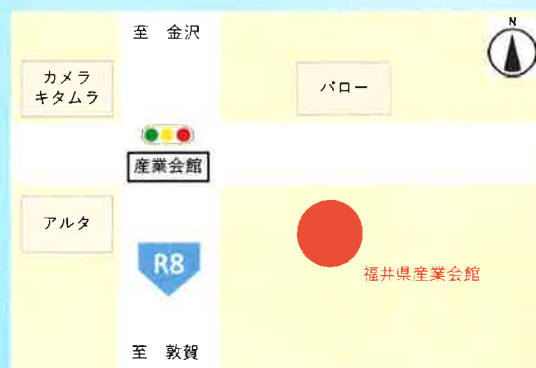 至 金沢
N
カメラ
キタムラ
バロー
産業会館
アルタ
R8
福井県産業会館
至 敦賀